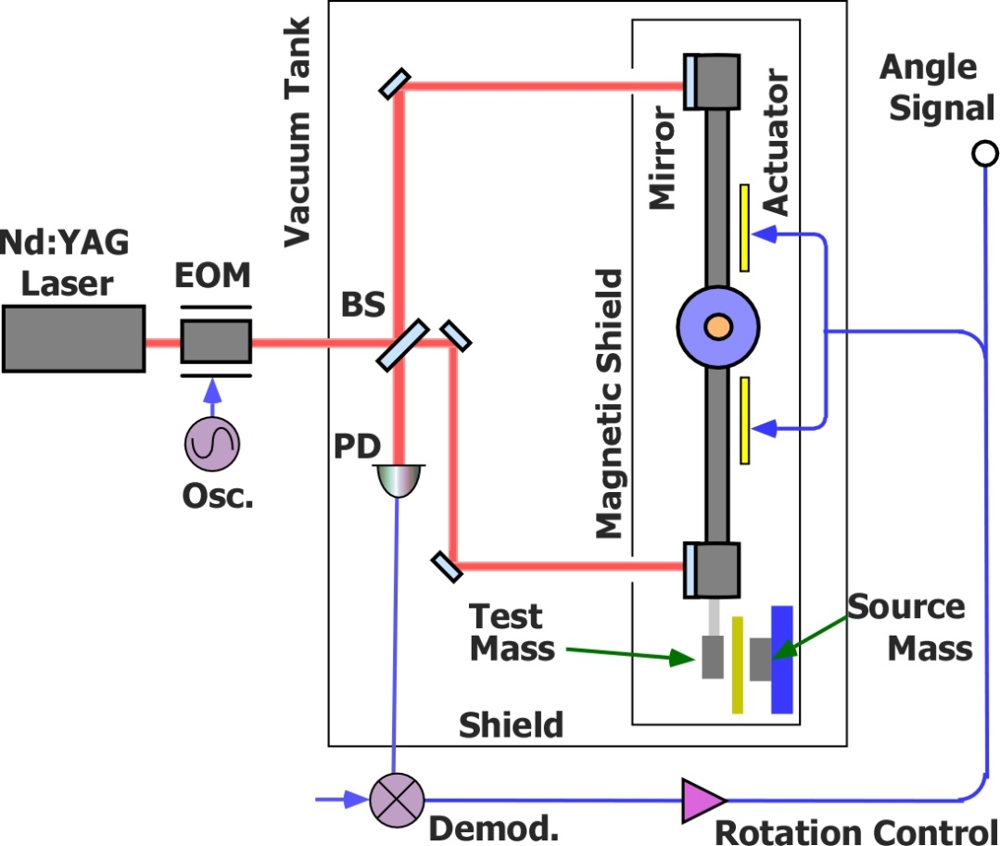 Vacuum Tank
Angle
Signal
Actuator
Mirror
Nd:YAG
Laser
EOM
BS
Magnetic Shield
PD
Osc.
Test
Mass
Source
Mass
Shield
Demod.
Rotation Control